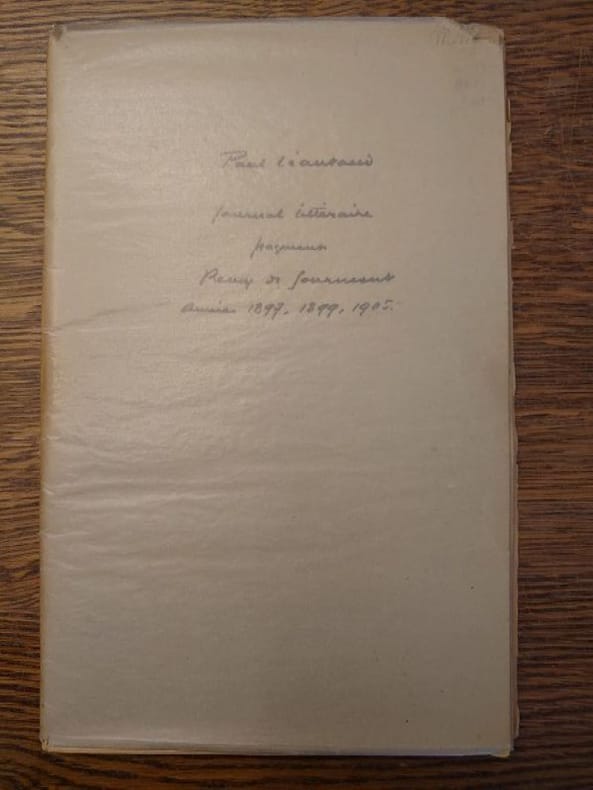 Paul Léautaud
Journal littéraire
fragments
Remy de Gourmont
Années 1897, 1899, 1905.